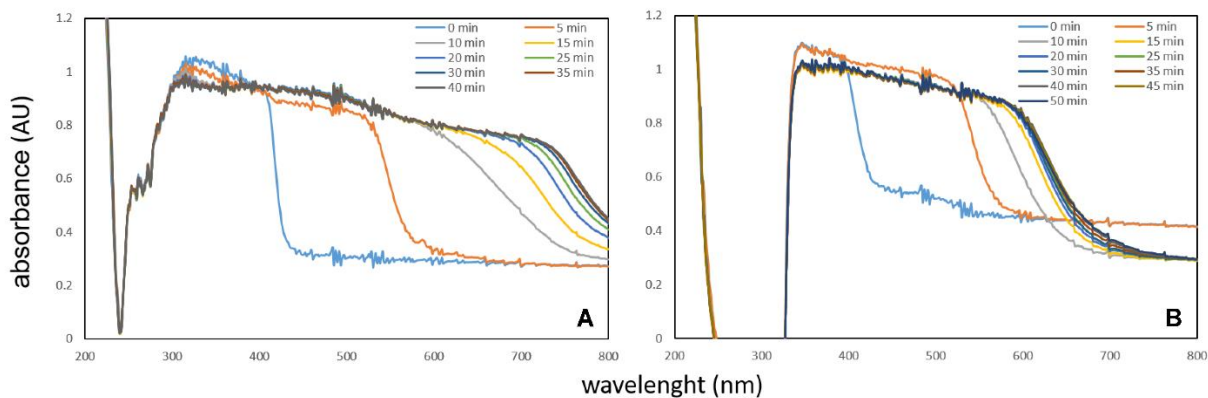 absorbance (AU)
1.2
1
0.8
0.6
0.4
0.2
0
200 300 400 500 600 700 800
0 min 5 min
10 min 15 min
20 min 25 min
30 min 35 min
40 min
A
1.2
1
0.8
0.6
0.4
0.2
0
200 300 400 500 600 700 800
0 min 5 min
10 min 15 min
20 min 25 min
30 min 35 min
40 min 45 min
50 min
B
wavelenght (nm)